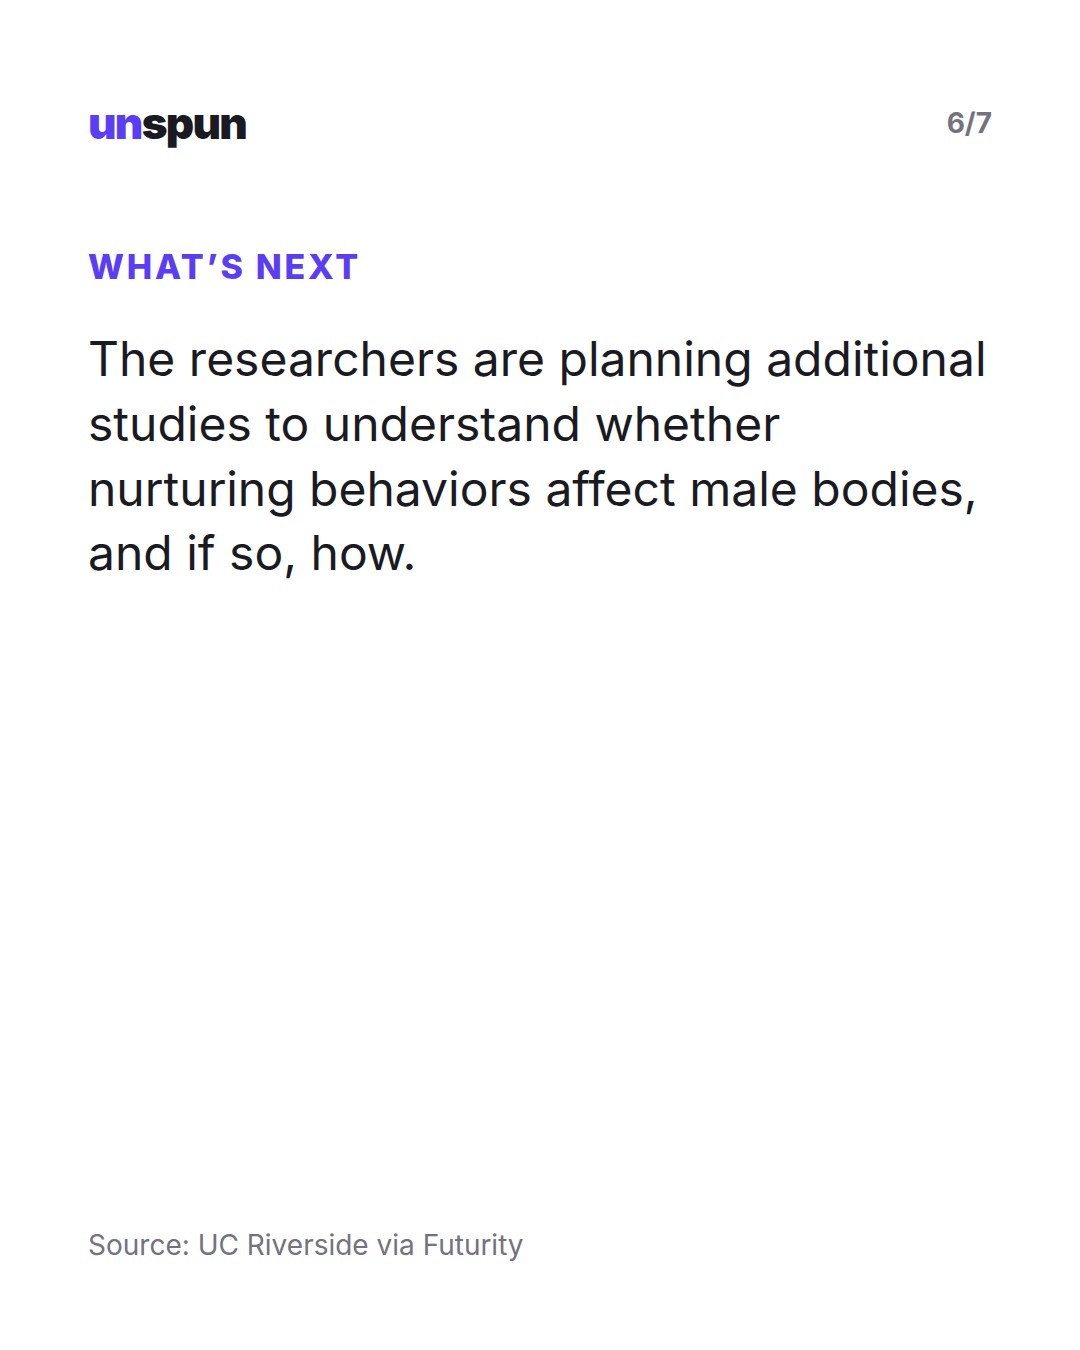 unspun
6/7
WHAT’S NEXT
The researchers are planning additional
studies to understand whether
nurturing behaviors affect male bodies,
and if so, how.
Source: UC Riverside via Futurity